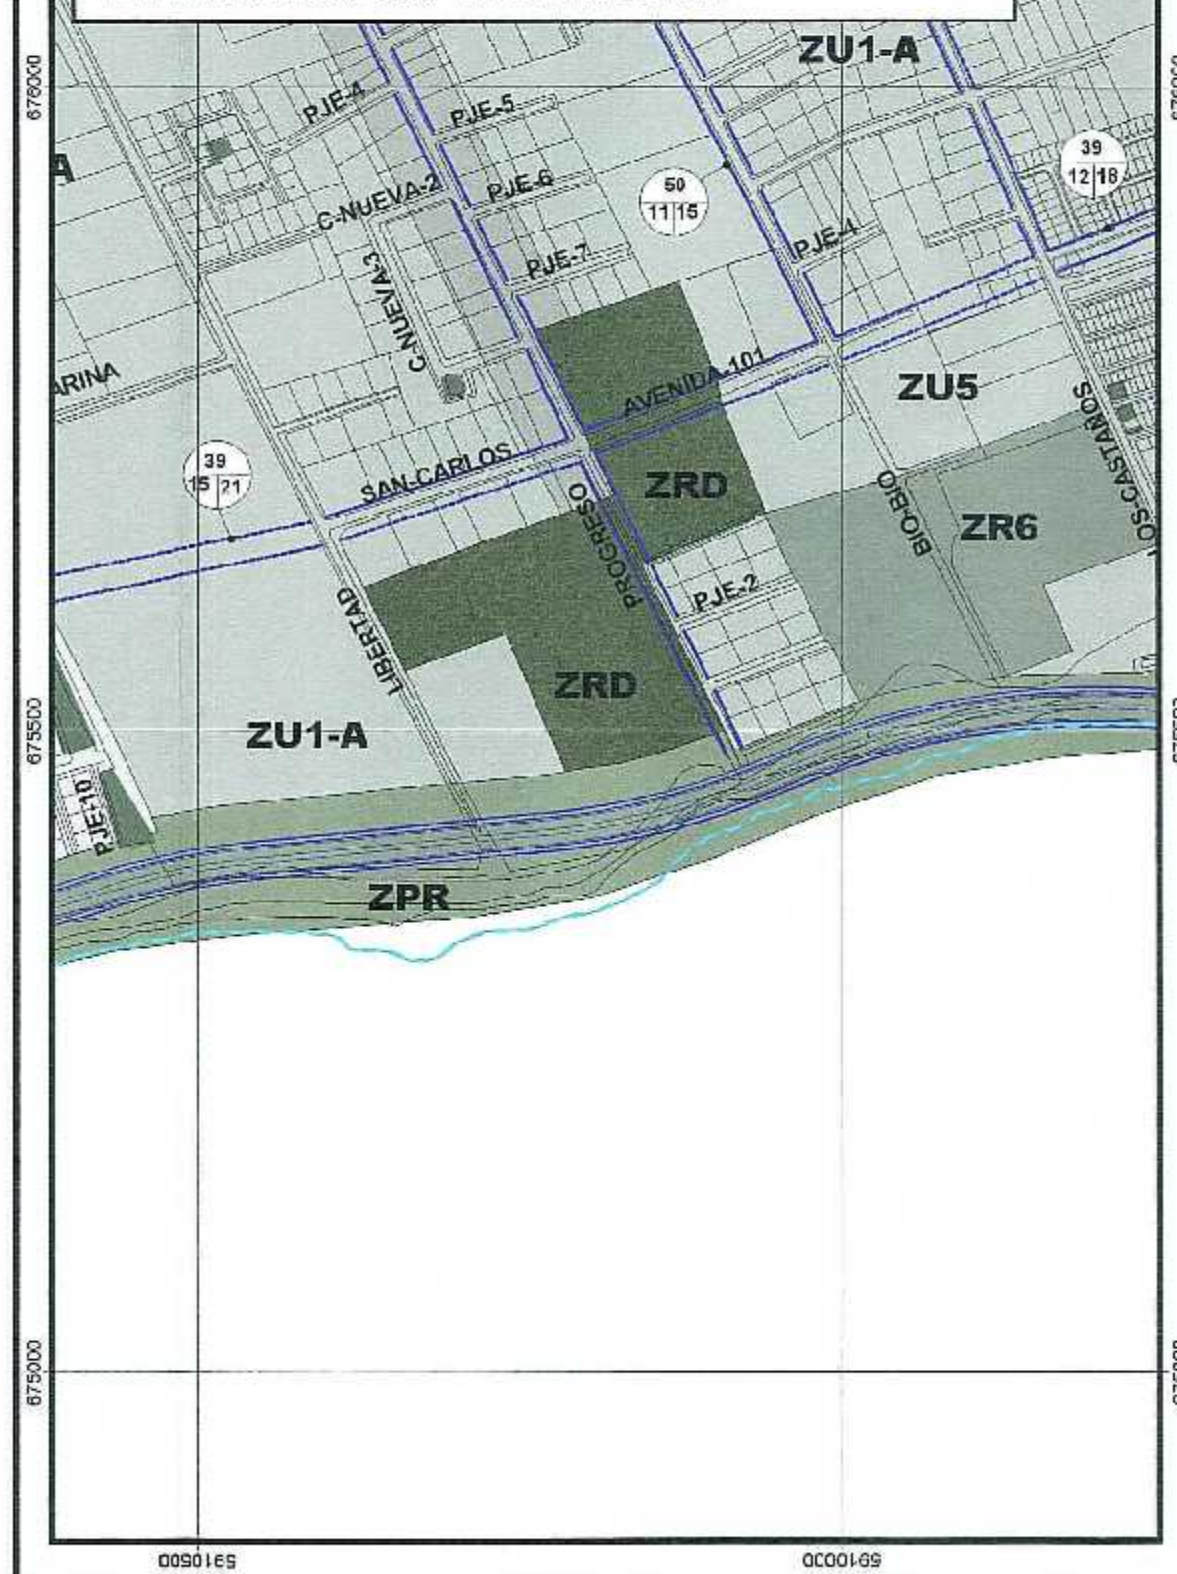 ZU1-A
676000
PJE-4
PJE-5
39
12 18
A
PJE-6
50
11 15
C-NUEVA-2
PJE-4
PJE-7
C-NUEVA-3
AVENIDA-101
ARINA
ZU5
39
15 21
SAN-CARLOS
ZRD
OS-CASTAÑOS
PROGRESO
BIO-BIO
ZR6
LIBERTAD
PJE-2
ZRD
675500
ZU1-A
PJE-10
ZPR
675000
5910500
5910000